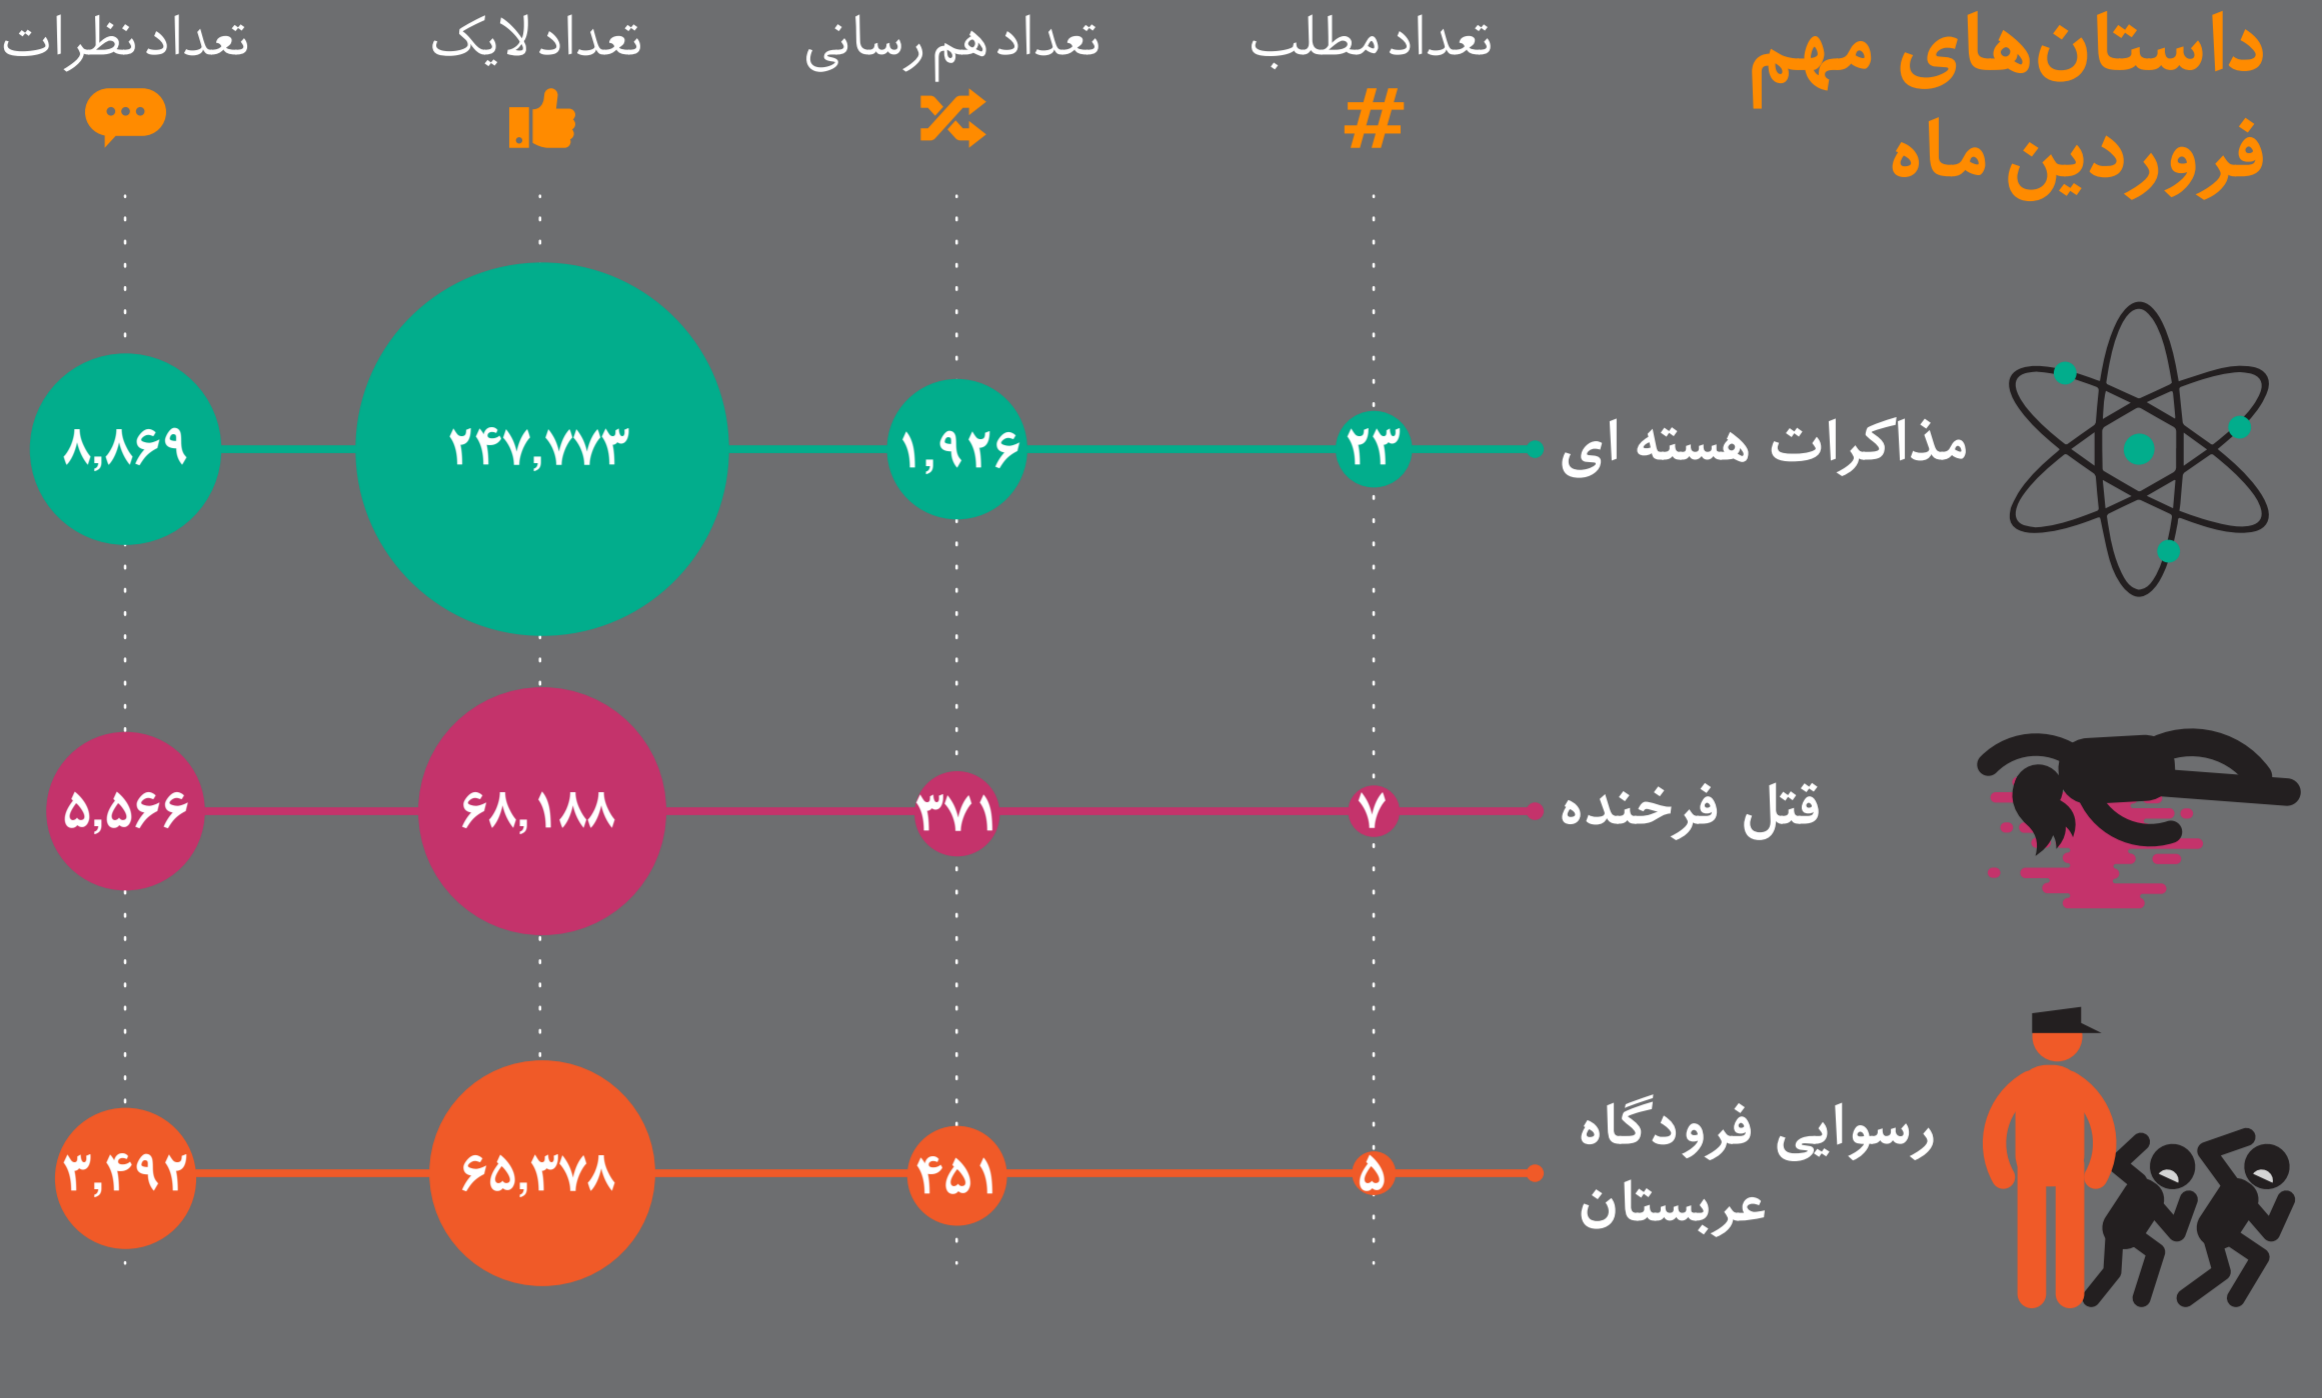 داستان‌های مهم
فروردین ماه
تعداد مطلب
تعداد هم رسانی
تعداد لایک
تعداد نظرات
#
مذاکرات هسته ای
۲۳
۱,۹۲۶
۲۴۷,۷۷۳
۸,۸۶۹
قتل فرخنده
۷
۳۷۱
۶۸,۱۸۸
۵,۵۶۶
رسوایی فرودگاه
عربستان
۵
۴۵۱
۶۵,۳۷۸
۳,۴۹۲